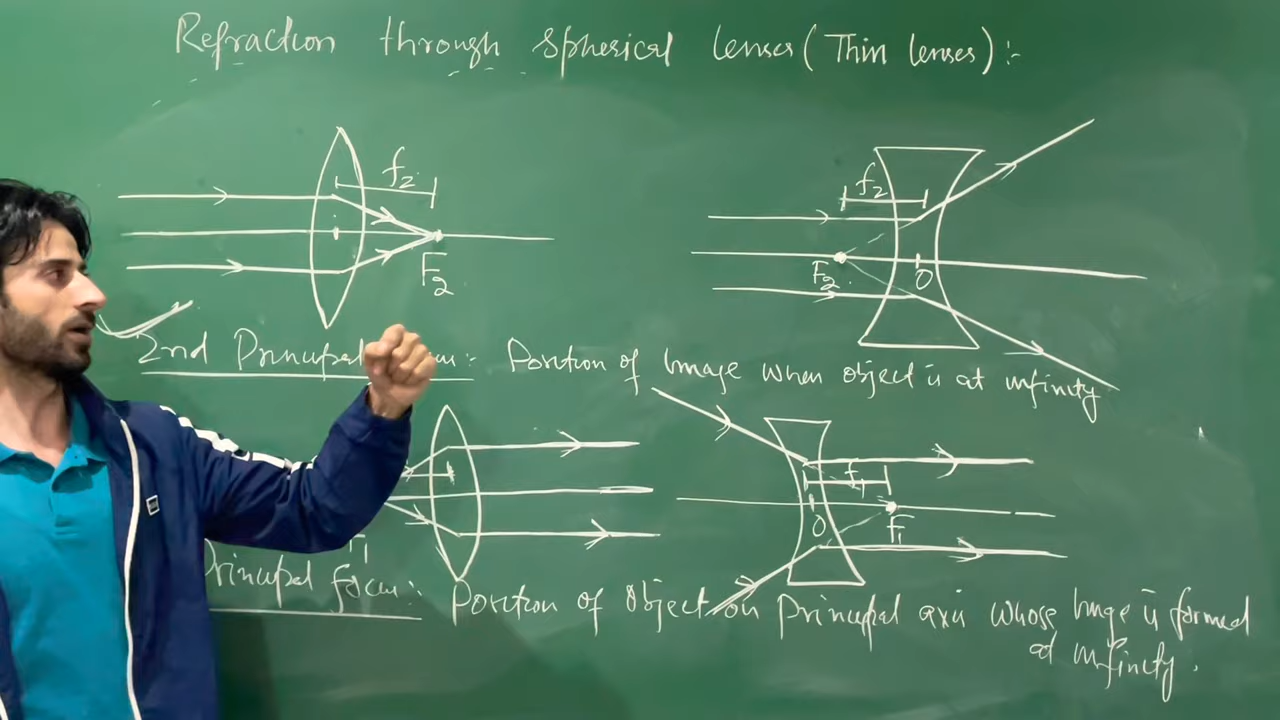 Refraction through Spherical lenses (Thin lenses) :-
f₂
F₂
f₂
F₂
O
2nd Principal focus :- Position of Image when object is at infinity
f₁
O
F₁
Principal focus :- Position of Object on Principal axis whose Image is formed
at infinity.